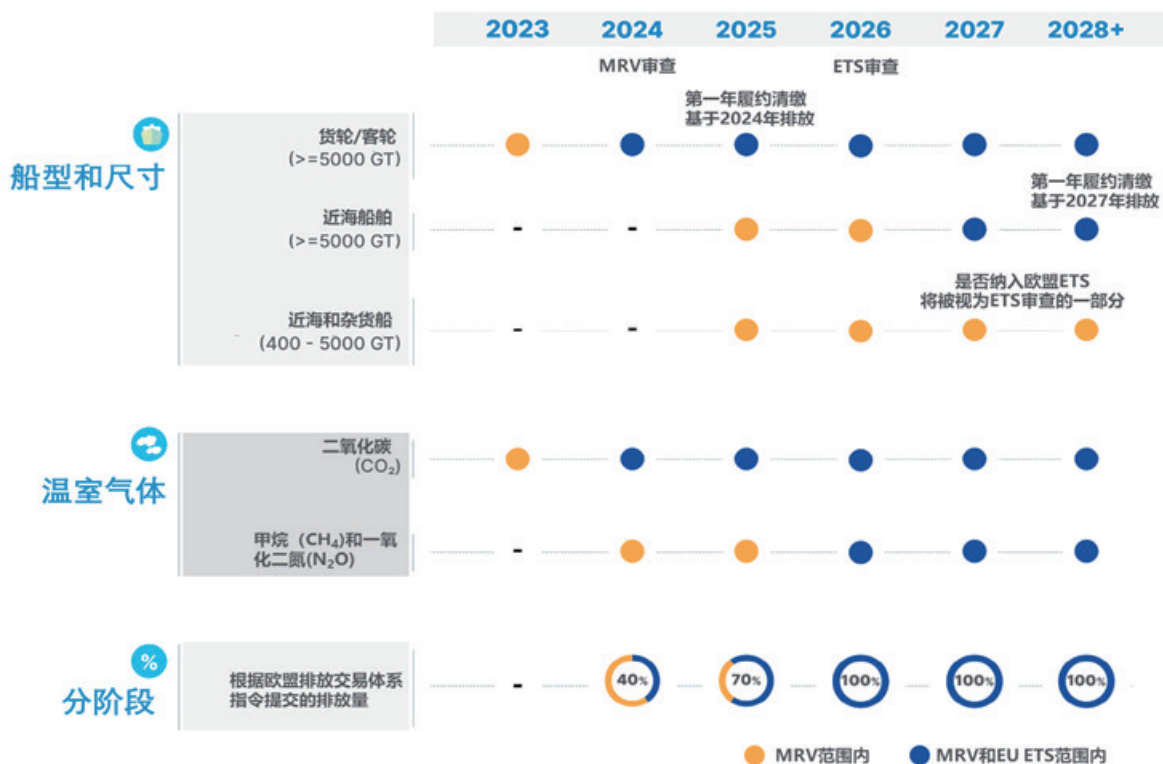 2023 2024 2025 2026 2027 2028+
MRV审查 ETS审查
第一年履约清缴
基于2024年排放
船型和尺寸
货轮/客轮
(>=5000 GT)
第一年履约清缴
基于2027年排放
近海船舶
(>=5000 GT)
- -
是否纳入欧盟ETS
将被视为ETS审查的一部分
近海和杂货船
(400 - 5000 GT)
- -
温室气体
二氧化碳
(CO₂)
甲烷（CH₄)和一氧
化二氮(N₂O)
-
%
分阶段
根据欧盟排放交易体系
指令提交的排放量
- 40% 70% 100% 100% 100%
MRV范围内 MRV和EU ETS范围内